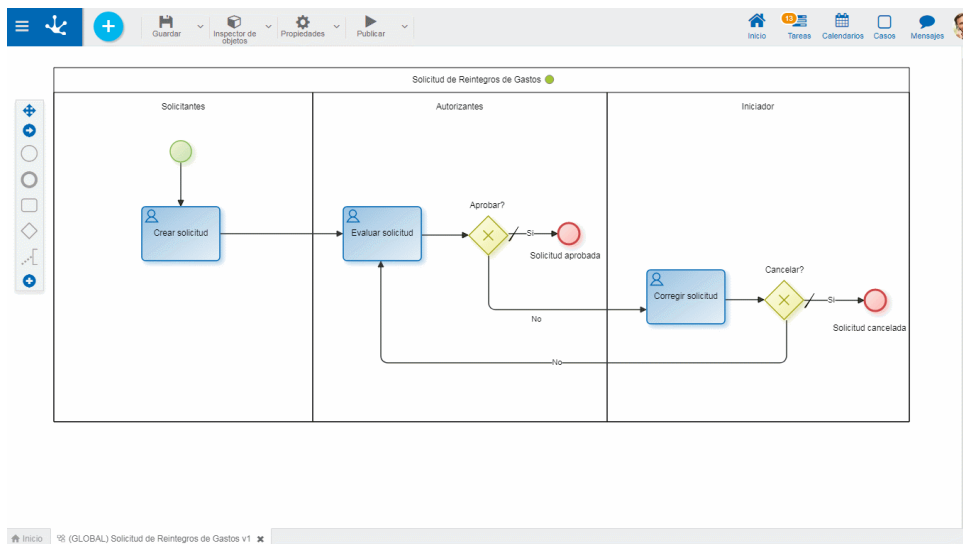 Guardar
Inspector de
objetos
Propiedades
Publicar
Inicio
13
Tareas
Calendarios
Casos
Mensajes
Solicitud de Reintegros de Gastos
Solicitantes
Autorizantes
Iniciador
Crear solicitud
Evaluar solicitud
Aprobar?
Si
Solicitud aprobada
No
Corregir solicitud
Cancelar?
Si
Solicitud cancelada
No
Inicio
(GLOBAL) Solicitud de Reintegros de Gastos v1